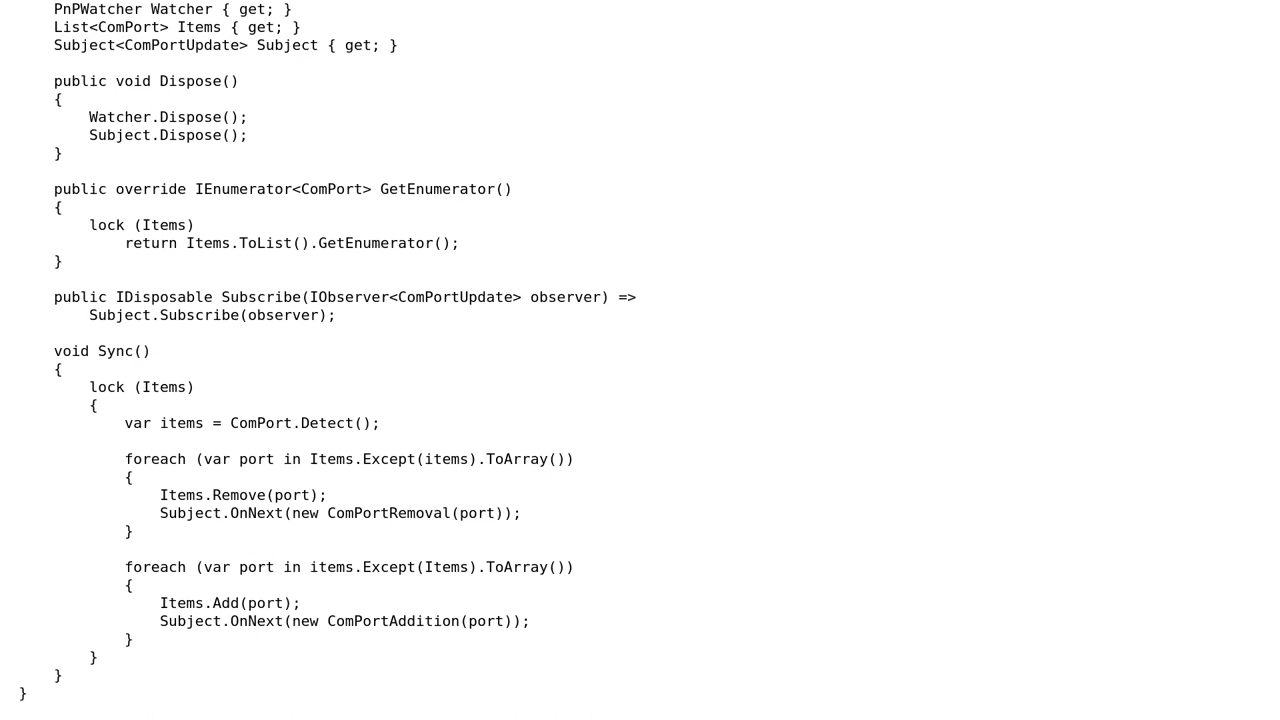 PnPWatcher Watcher { get; }
List<ComPort> Items { get; }
Subject<ComPortUpdate> Subject { get; }
public void Dispose()
{
Watcher.Dispose();
Subject.Dispose();
}
public override IEnumerator<ComPort> GetEnumerator()
{
lock (Items)
return Items.ToList().GetEnumerator();
}
public IDisposable Subscribe(IObserver<ComPortUpdate> observer) =>
Subject.Subscribe(observer);
void Sync()
{
lock (Items)
{
var items = ComPort.Detect();
foreach (var port in Items.Except(items).ToArray())
{
Items.Remove(port);
Subject.OnNext(new ComPortRemoval(port));
}
foreach (var port in items.Except(Items).ToArray())
{
Items.Add(port);
Subject.OnNext(new ComPortAddition(port));
}
}
}
}